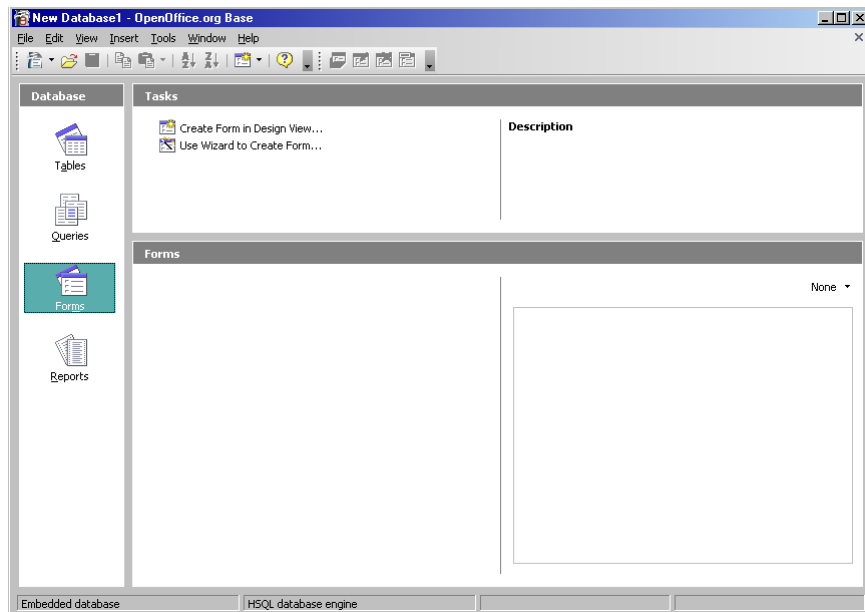 New Database1 - OpenOffice.org Base
File Edit View Insert Tools Window Help
Database
Tables
Queries
Forms
Reports
Tasks
Create Form in Design View...
Use Wizard to Create Form...
Description
Forms
None
Embedded database
HSQL database engine